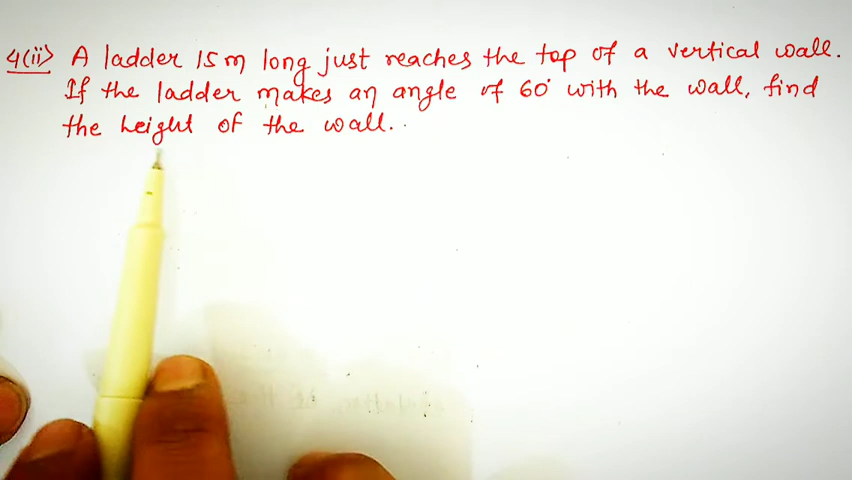 4(ii) A ladder 15 m long just reaches the top of a vertical wall.
If the ladder makes an angle of 60° with the wall, find
the height of the wall.